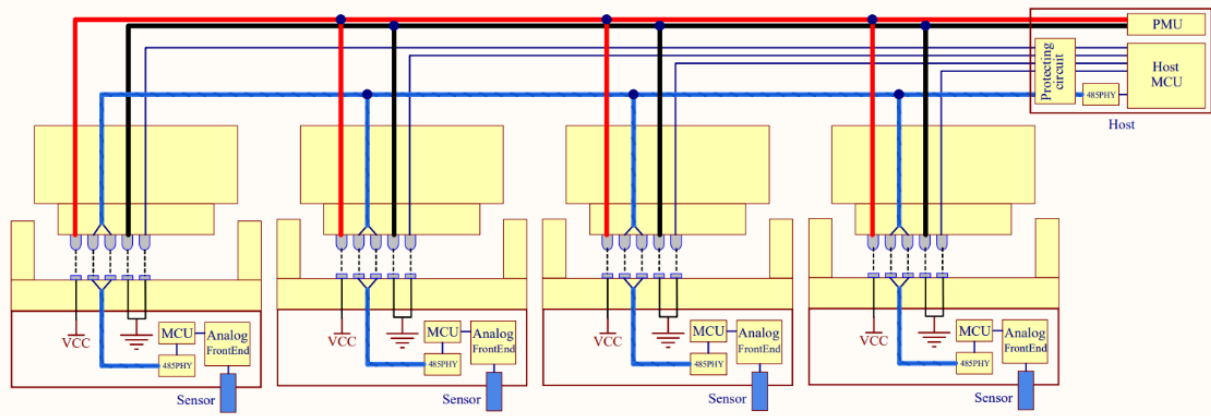 PMU
Protecting
circuit
Host
MCU
485PHY
Host
VCC
MCU
Analog
FrontEnd
485PHY
Sensor
VCC
MCU
Analog
FrontEnd
485PHY
Sensor
VCC
MCU
Analog
FrontEnd
485PHY
Sensor
VCC
MCU
Analog
FrontEnd
485PHY
Sensor